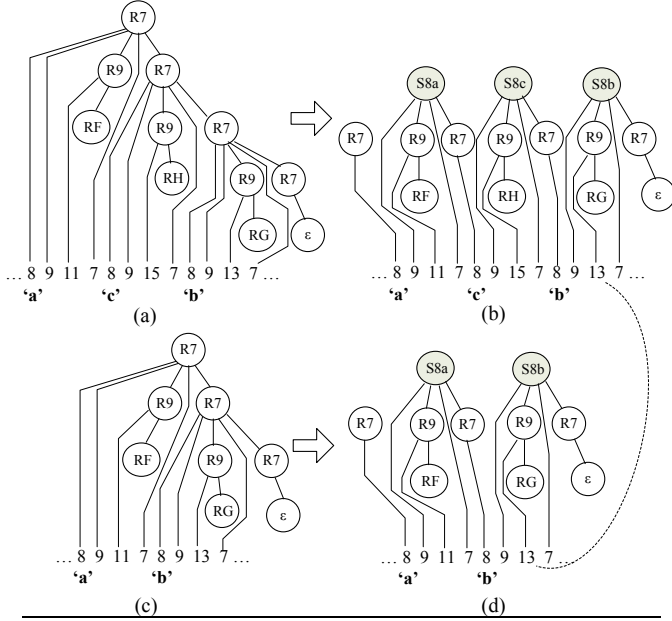 R7
R9 R7 S8a S8c S8b
RF R9 R7 R7 R9 R7 R9 R7 R9 R7
RH R9 R7 RF RH RG ε
RG ε
... 8 9 11 7 8 9 15 7 8 9 13 7 ... ... 8 9 11 7 8 9 15 7 8 9 13 7 ...
'a' 'c' 'b' 'a' 'c' 'b'
(a) (b)
R7
S8a S8b
R9 R7 R7 R9 R7 R9 R7
RF R9 R7 RF RG ε
RG ε
... 8 9 11 7 8 9 13 7 ... ... 8 9 11 7 8 9 13 7 ...
'a' 'b' 'a' 'b'
(c) (d)